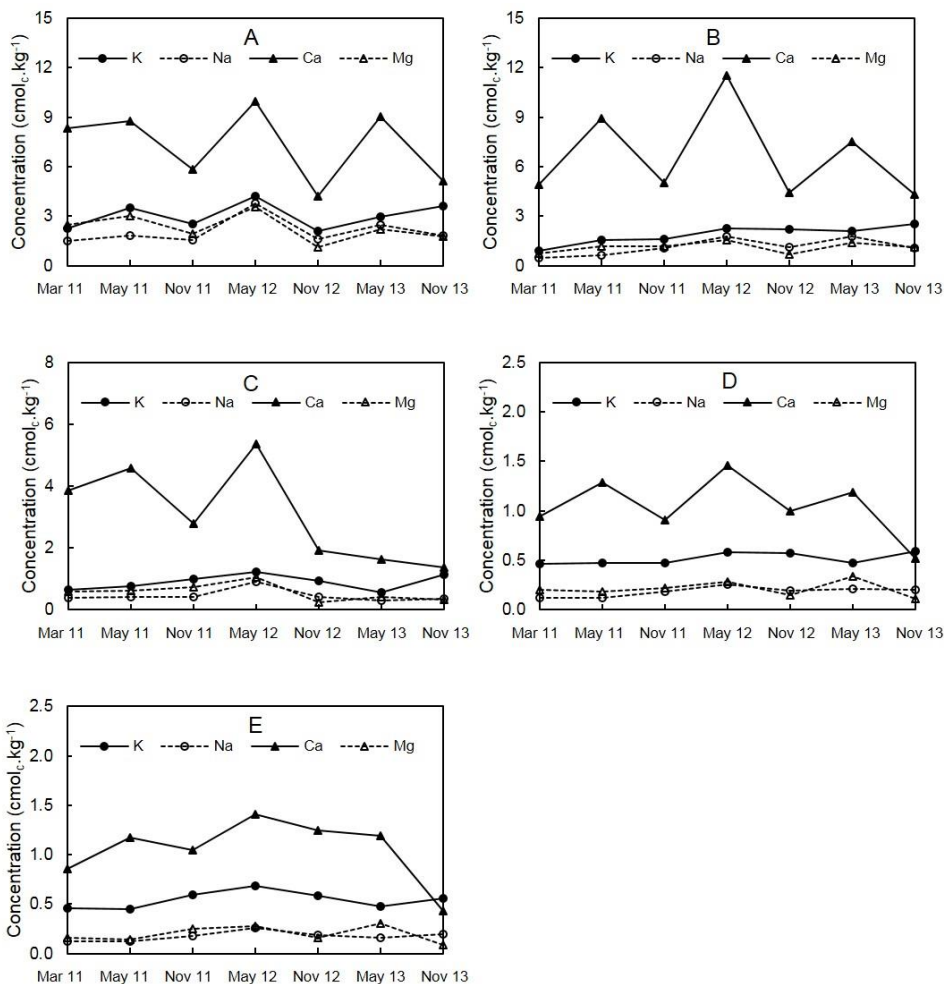 A
K Na Ca Mg
Concentration (cmolc.kg-1)
15
12
9
6
3
0
Mar 11 May 11 Nov 11 May 12 Nov 12 May 13 Nov 13
B
K Na Ca Mg
Concentration (cmolc.kg-1)
15
12
9
6
3
0
Mar 11 May 11 Nov 11 May 12 Nov 12 May 13 Nov 13
C
K Na Ca Mg
Concentration (cmolc.kg-1)
8
6
4
2
0
Mar 11 May 11 Nov 11 May 12 Nov 12 May 13 Nov 13
D
K Na Ca Mg
Concentration (cmolc.kg-1)
2.5
2.0
1.5
1.0
0.5
0.0
Mar 11 May 11 Nov 11 May 12 Nov 12 May 13 Nov 13
E
K Na Ca Mg
Concentration (cmolc.kg-1)
2.5
2.0
1.5
1.0
0.5
0.0
Mar 11 May 11 Nov 11 May 12 Nov 12 May 13 Nov 13